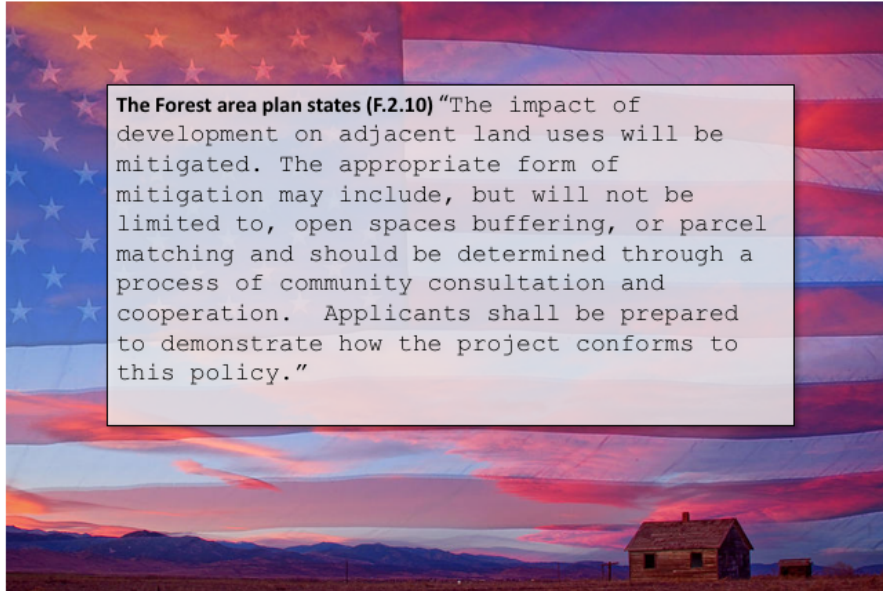 The Forest area plan states (F.2.10) “The impact of
development on adjacent land uses will be
mitigated. The appropriate form of
mitigation may include, but will not be
limited to, open spaces buffering, or parcel
matching and should be determined through a
process of community consultation and
cooperation.  Applicants shall be prepared
to demonstrate how the project conforms to
this policy.”